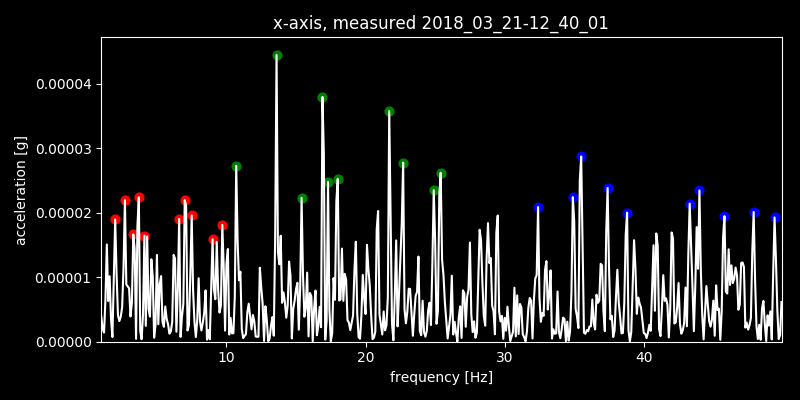 x-axis, measured 2018_03_21-12_40_01
acceleration [g]
0.00004
0.00003
0.00002
0.00001
0.00000
10 20 30 40
frequency [Hz]